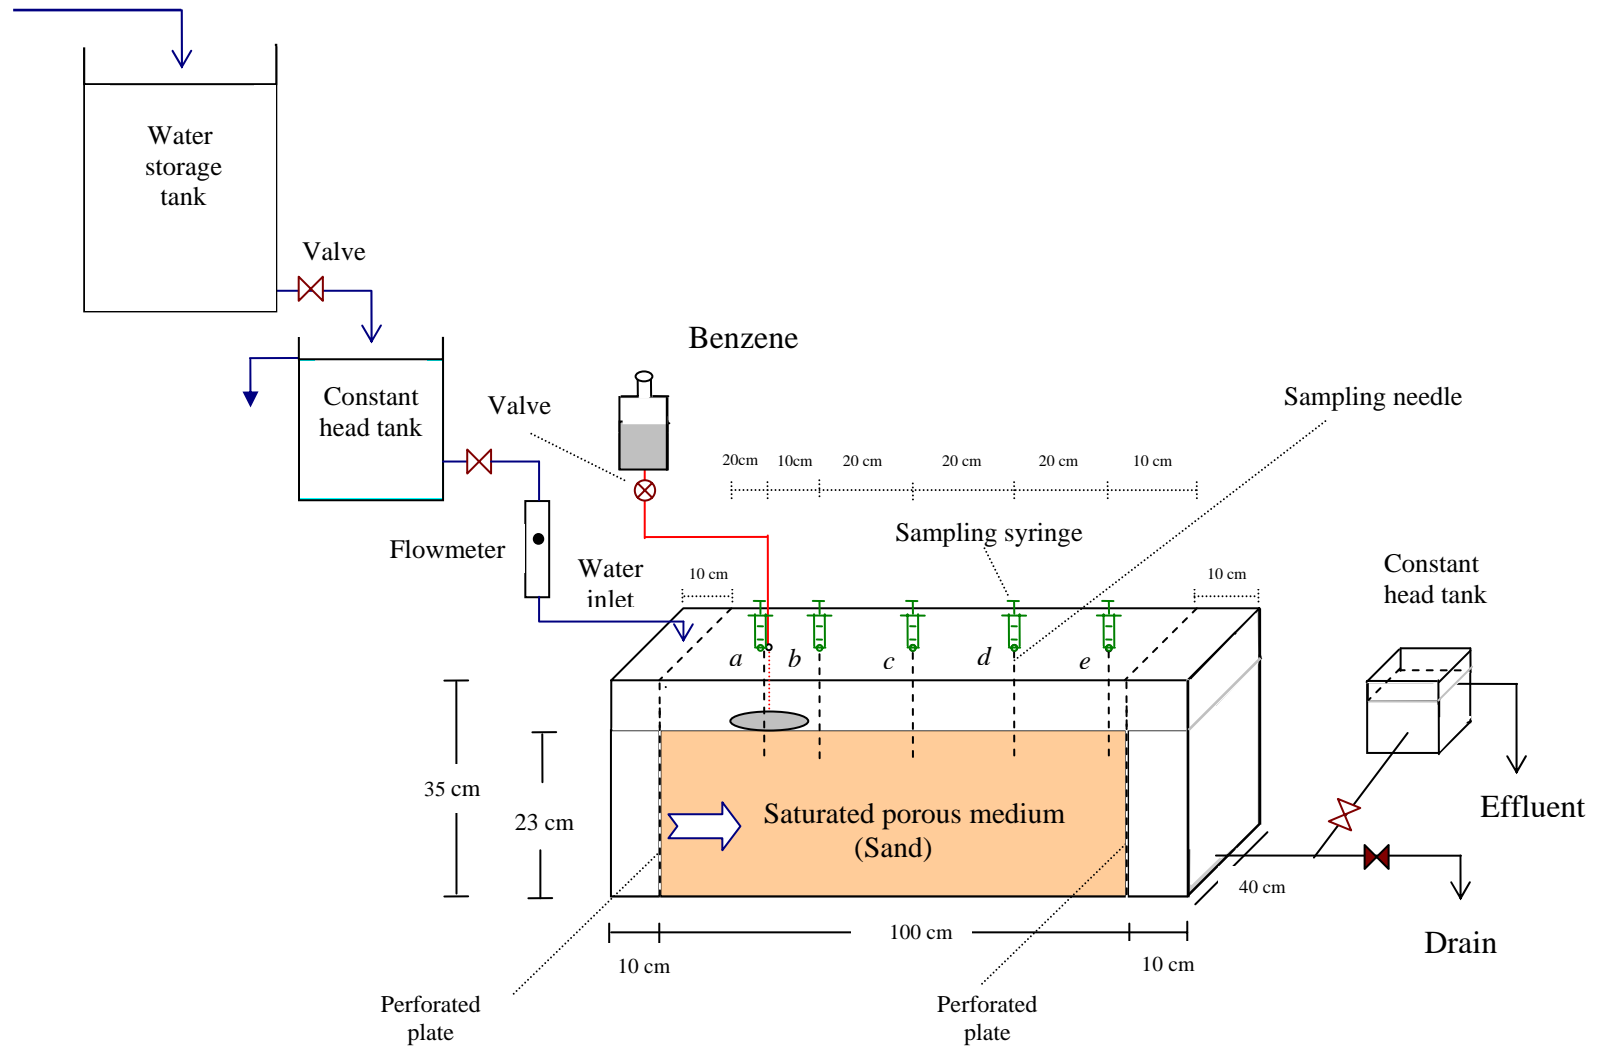 Water
storage
tank
Valve
Benzene
Constant
head tank
Valve
Sampling needle
20cm
10cm
20 cm
20 cm
20 cm
10 cm
Sampling syringe
Flowmeter
Water
inlet
10 cm
10 cm
Constant
head tank
a
b
c
d
e
35 cm
23 cm
Saturated porous medium
(Sand)
Effluent
40 cm
100 cm
Drain
10 cm
10 cm
Perforated
plate
Perforated
plate